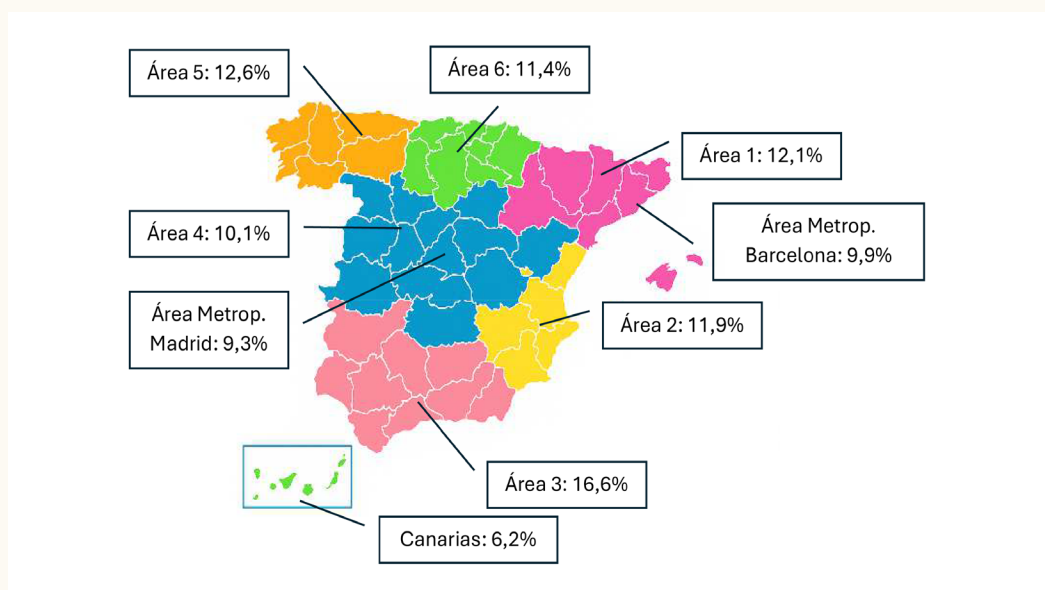 Área 5: 12,6%
Área 6: 11,4%
Área 1: 12,1%
Área 4: 10,1%
Área Metrop.
Barcelona: 9,9%
Área Metrop.
Madrid: 9,3%
Área 2: 11,9%
Área 3: 16,6%
Canarias: 6,2%